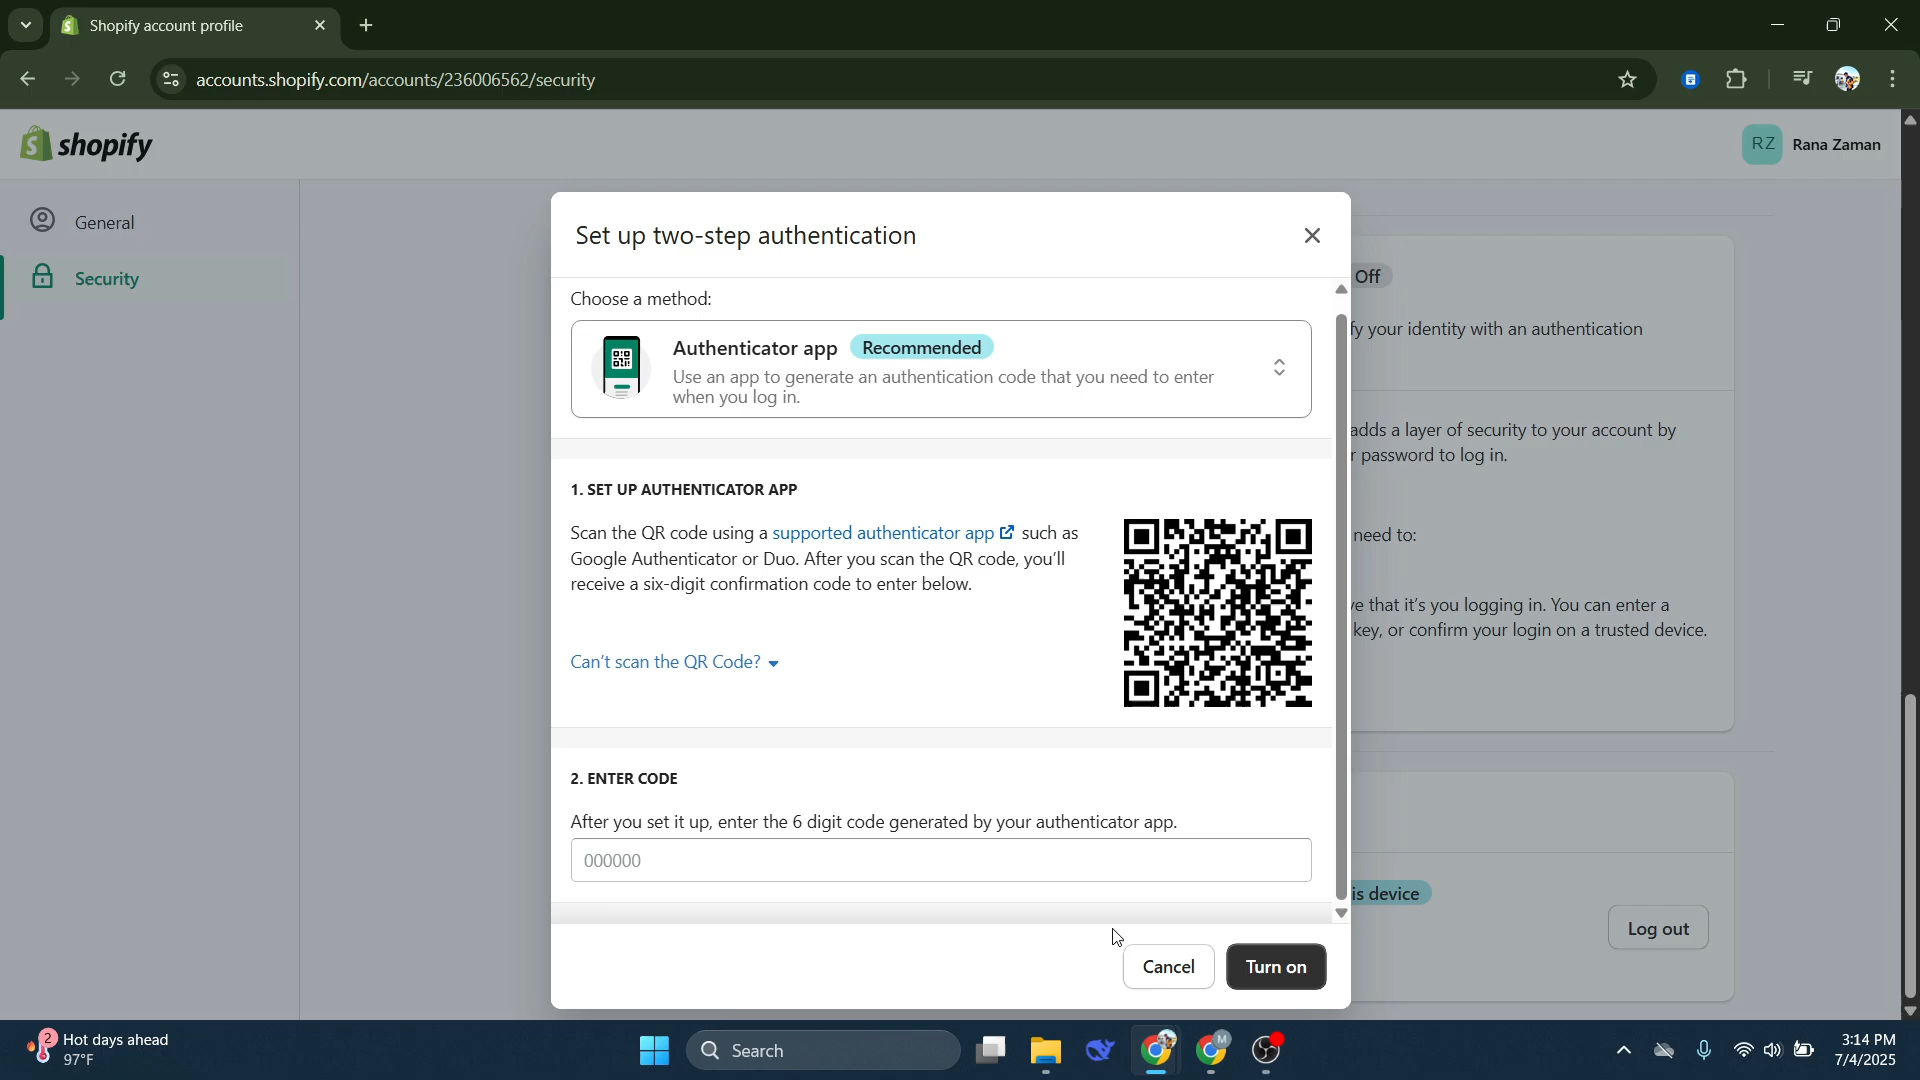 Shopify account profile
accounts.shopify.com/accounts/236006562/security
shopify
RZ
Rana Zaman
General
Security
Set up two-step authentication
Off
Choose a method:
Authenticator app
Recommended
Use an app to generate an authentication code that you need to enter
when you log in.
fy your identity with an authentication
adds a layer of security to your account by
r password to log in.
1. SET UP AUTHENTICATOR APP
Scan the QR code using a supported authenticator app such as
Google Authenticator or Duo. After you scan the QR code, you'll
receive a six-digit confirmation code to enter below.
need to:
ve that it's you logging in. You can enter a
key, or confirm your login on a trusted device.
Can't scan the QR Code?
2. ENTER CODE
After you set it up, enter the 6 digit code generated by your authenticator app.
000000
is device
Log out
Cancel
Turn on
2
Hot days ahead
97°F
Search
M
3:14 PM
7/4/2025